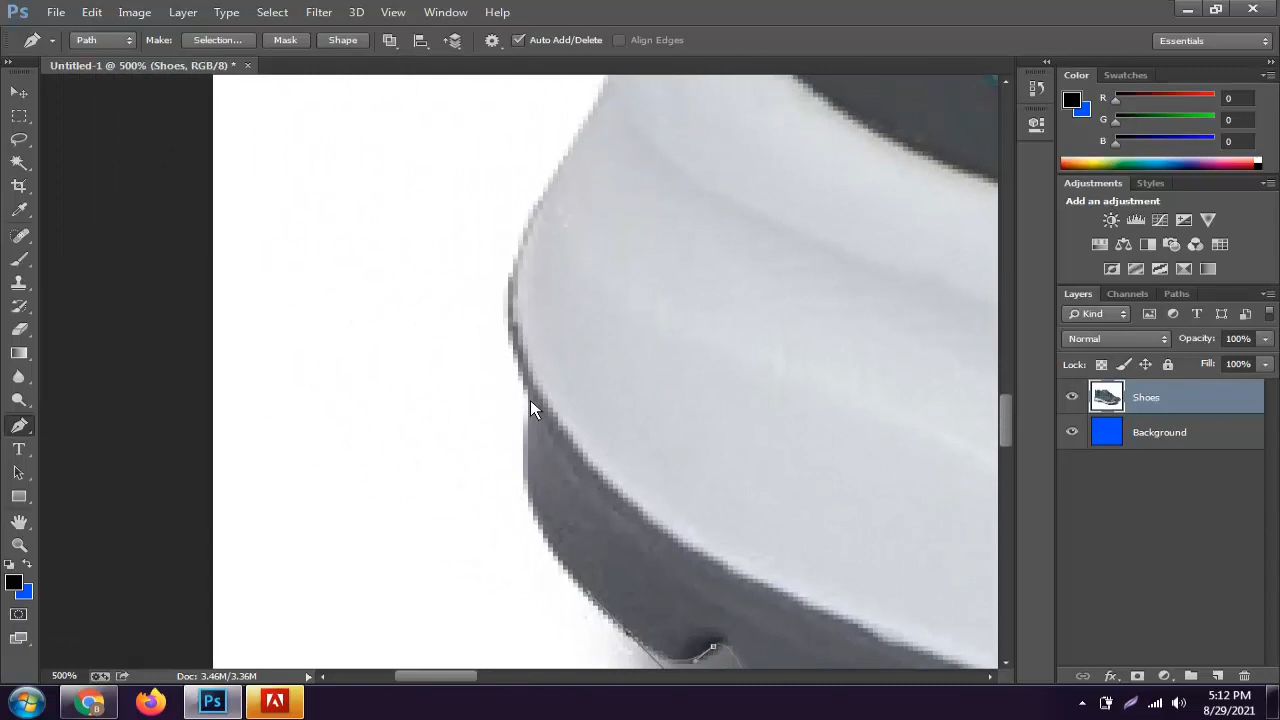 Ps File Edit Image Layer Type Select Filter 3D View Window Help
Path Make: Selection... Mask Shape Auto Add/Delete Align Edges Essentials
Untitled-1 @ 500% (Shoes, RGB/8) * ×
Color Swatches
R 0
G 0
B 0
Adjustments Styles
Add an adjustment
Layers Channels Paths
Kind
Normal Opacity: 100%
Lock: Fill: 100%
Shoes
Background
500% Doc: 3.46M/3.36M
Ps
5:12 PM
8/29/2021